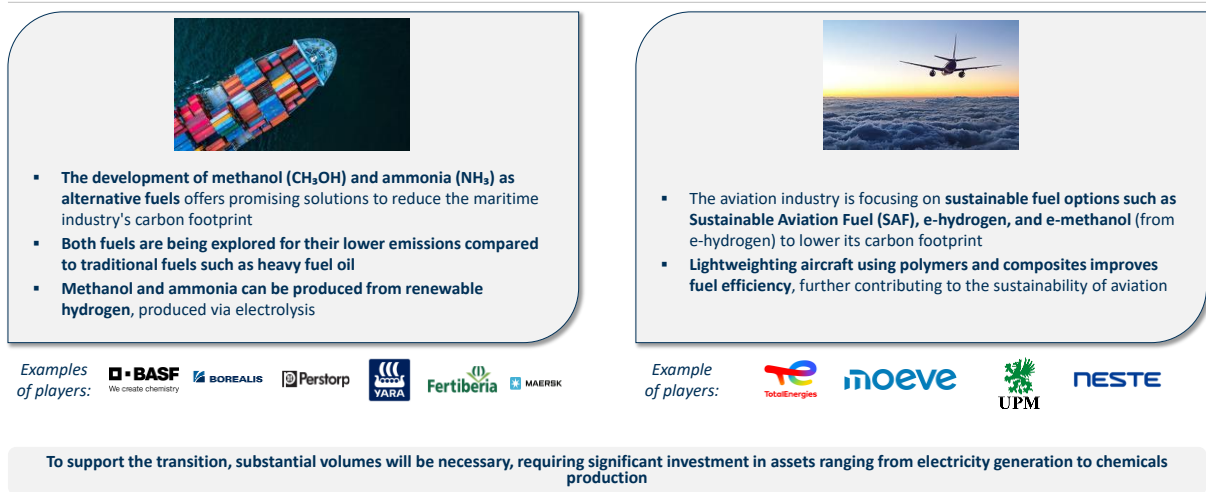 ▪ The development of methanol (CH₃OH) and ammonia (NH₃) as
alternative fuels offers promising solutions to reduce the maritime
industry's carbon footprint
▪ Both fuels are being explored for their lower emissions compared
to traditional fuels such as heavy fuel oil
▪ Methanol and ammonia can be produced from renewable
hydrogen, produced via electrolysis
Examples
of players:
BASF
We create chemistry
BOREALIS
Perstorp
YARA
Fertiberia
MAERSK
▪ The aviation industry is focusing on sustainable fuel options such as
Sustainable Aviation Fuel (SAF), e-hydrogen, and e-methanol (from
e-hydrogen) to lower its carbon footprint
▪ Lightweighting aircraft using polymers and composites improves
fuel efficiency, further contributing to the sustainability of aviation
Example
of players:
TotalEnergies
moeve
UPM
NESTE
To support the transition, substantial volumes will be necessary, requiring significant investment in assets ranging from electricity generation to chemicals
production